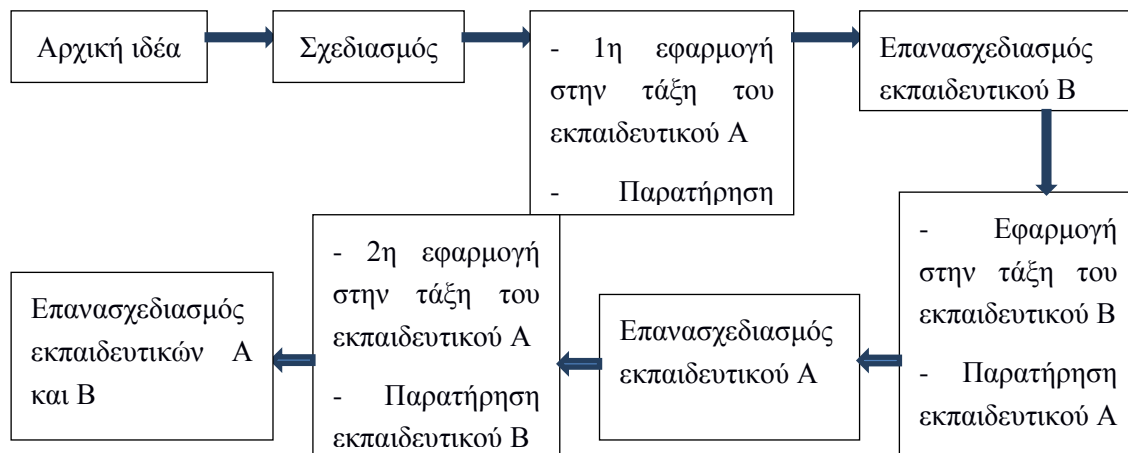 Αρχική ιδέα
Σχεδιασμός
- 1η εφαρμογή
στην τάξη του
εκπαιδευτικού Α
- Παρατήρηση
Επανασχεδιασμός
εκπαιδευτικού Β
- Εφαρμογή
στην τάξη του
εκπαιδευτικού Β
- Παρατήρηση
εκπαιδευτικού Α
Επανασχεδιασμός
εκπαιδευτικού Α
- 2η εφαρμογή
στην τάξη του
εκπαιδευτικού Α
- Παρατήρηση
εκπαιδευτικού Β
Επανασχεδιασμός
εκπαιδευτικών Α
και Β